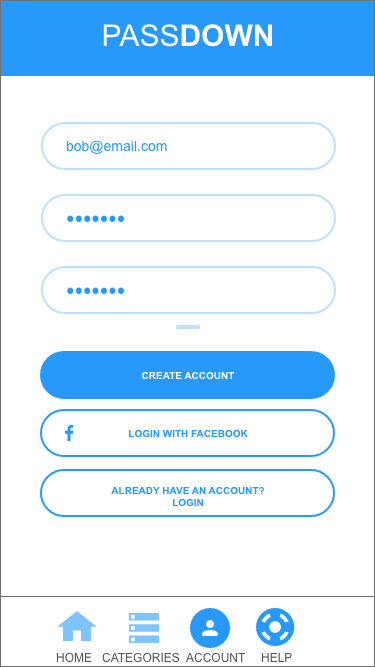 PASSDOWN
bob@email.com
•••••••
•••••••
CREATE ACCOUNT
LOGIN WITH FACEBOOK
ALREADY HAVE AN ACCOUNT?
LOGIN
HOME CATEGORIES ACCOUNT HELP